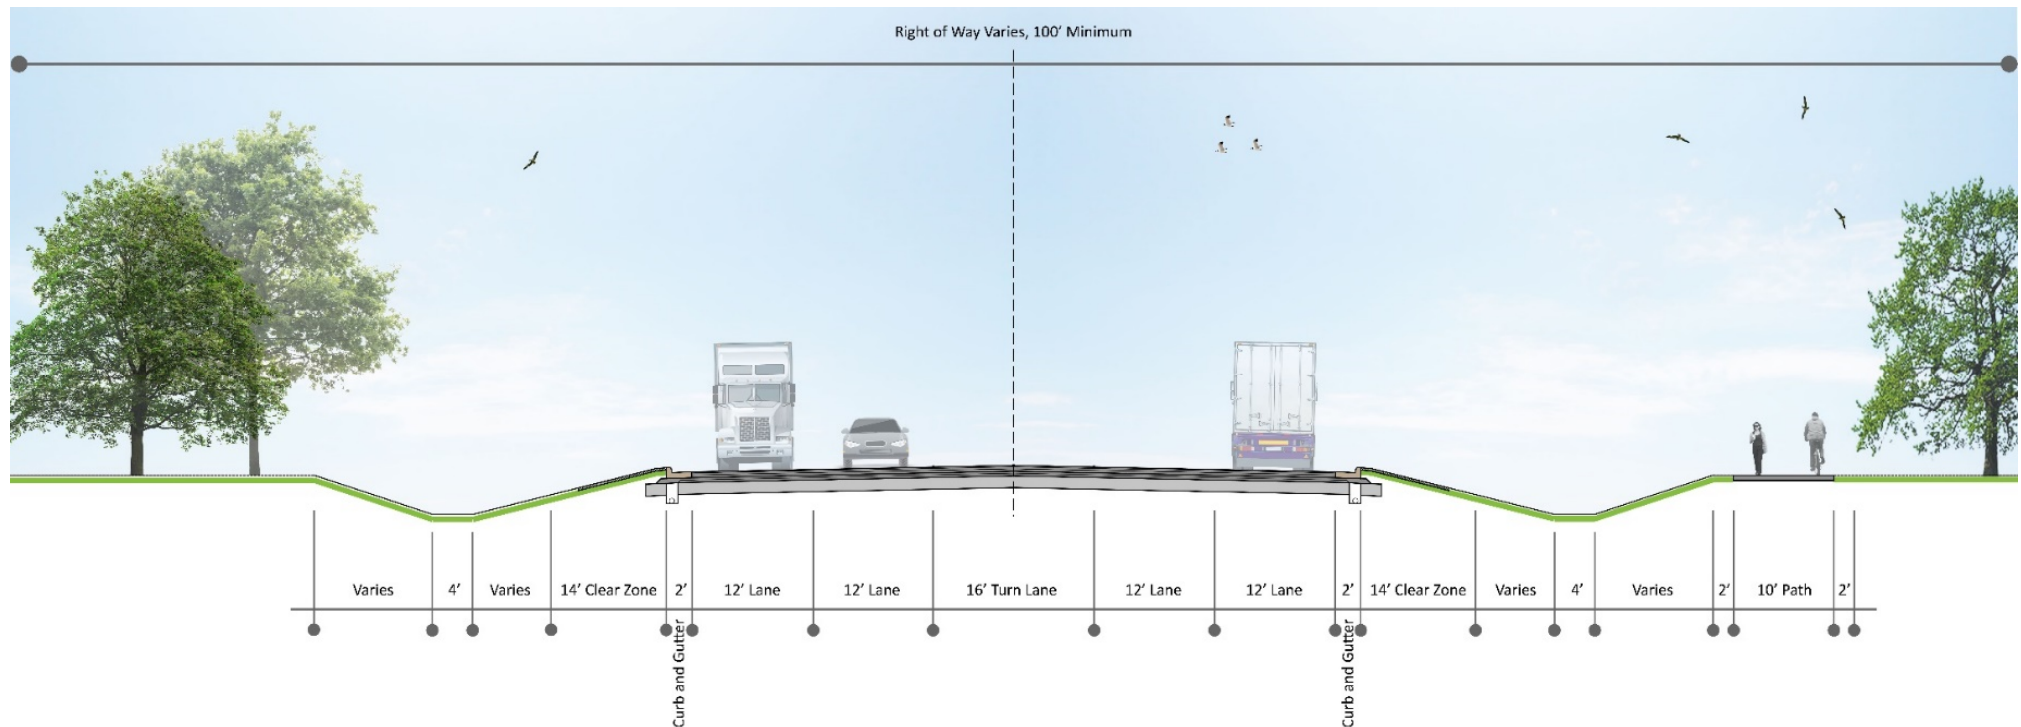 Right of Way Varies, 100’ Minimum
Varies
4’
Varies
14’ Clear Zone
2’
12’ Lane
12’ Lane
16’ Turn Lane
12’ Lane
12’ Lane
2’
14’ Clear Zone
Varies
4’
Varies
2’
10’ Path
2’
Curb and Gutter
Curb and Gutter